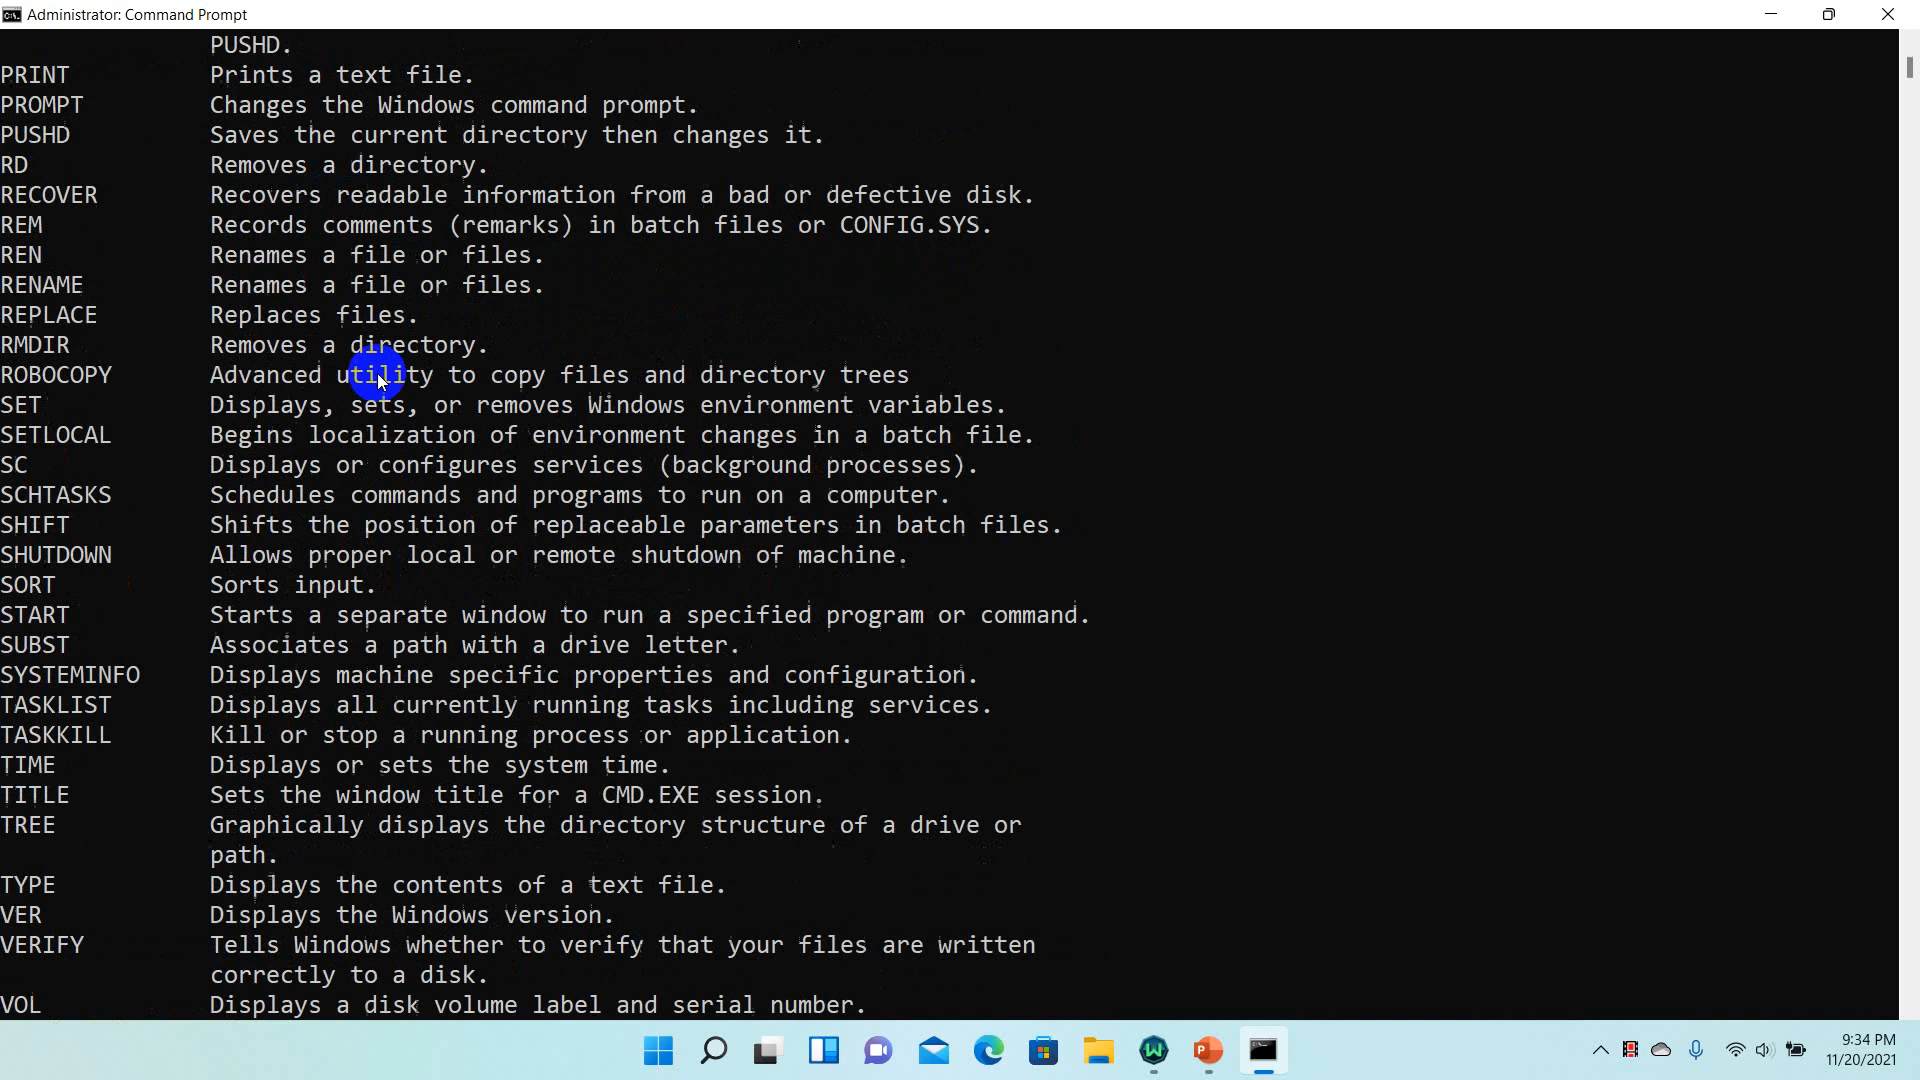 Administrator: Command Prompt
PUSHD.
PRINT Prints a text file.
PROMPT Changes the Windows command prompt.
PUSHD Saves the current directory then changes it.
RD Removes a directory.
RECOVER Recovers readable information from a bad or defective disk.
REM Records comments (remarks) in batch files or CONFIG.SYS.
REN Renames a file or files.
RENAME Renames a file or files.
REPLACE Replaces files.
RMDIR Removes a directory.
ROBOCOPY Advanced utility to copy files and directory trees
SET Displays, sets, or removes Windows environment variables.
SETLOCAL Begins localization of environment changes in a batch file.
SC Displays or configures services (background processes).
SCHTASKS Schedules commands and programs to run on a computer.
SHIFT Shifts the position of replaceable parameters in batch files.
SHUTDOWN Allows proper local or remote shutdown of machine.
SORT Sorts input.
START Starts a separate window to run a specified program or command.
SUBST Associates a path with a drive letter.
SYSTEMINFO Displays machine specific properties and configuration.
TASKLIST Displays all currently running tasks including services.
TASKKILL Kill or stop a running process or application.
TIME Displays or sets the system time.
TITLE Sets the window title for a CMD.EXE session.
TREE Graphically displays the directory structure of a drive or
path.
TYPE Displays the contents of a text file.
VER Displays the Windows version.
VERIFY Tells Windows whether to verify that your files are written
correctly to a disk.
VOL Displays a disk volume label and serial number.
9:34 PM
11/20/2021